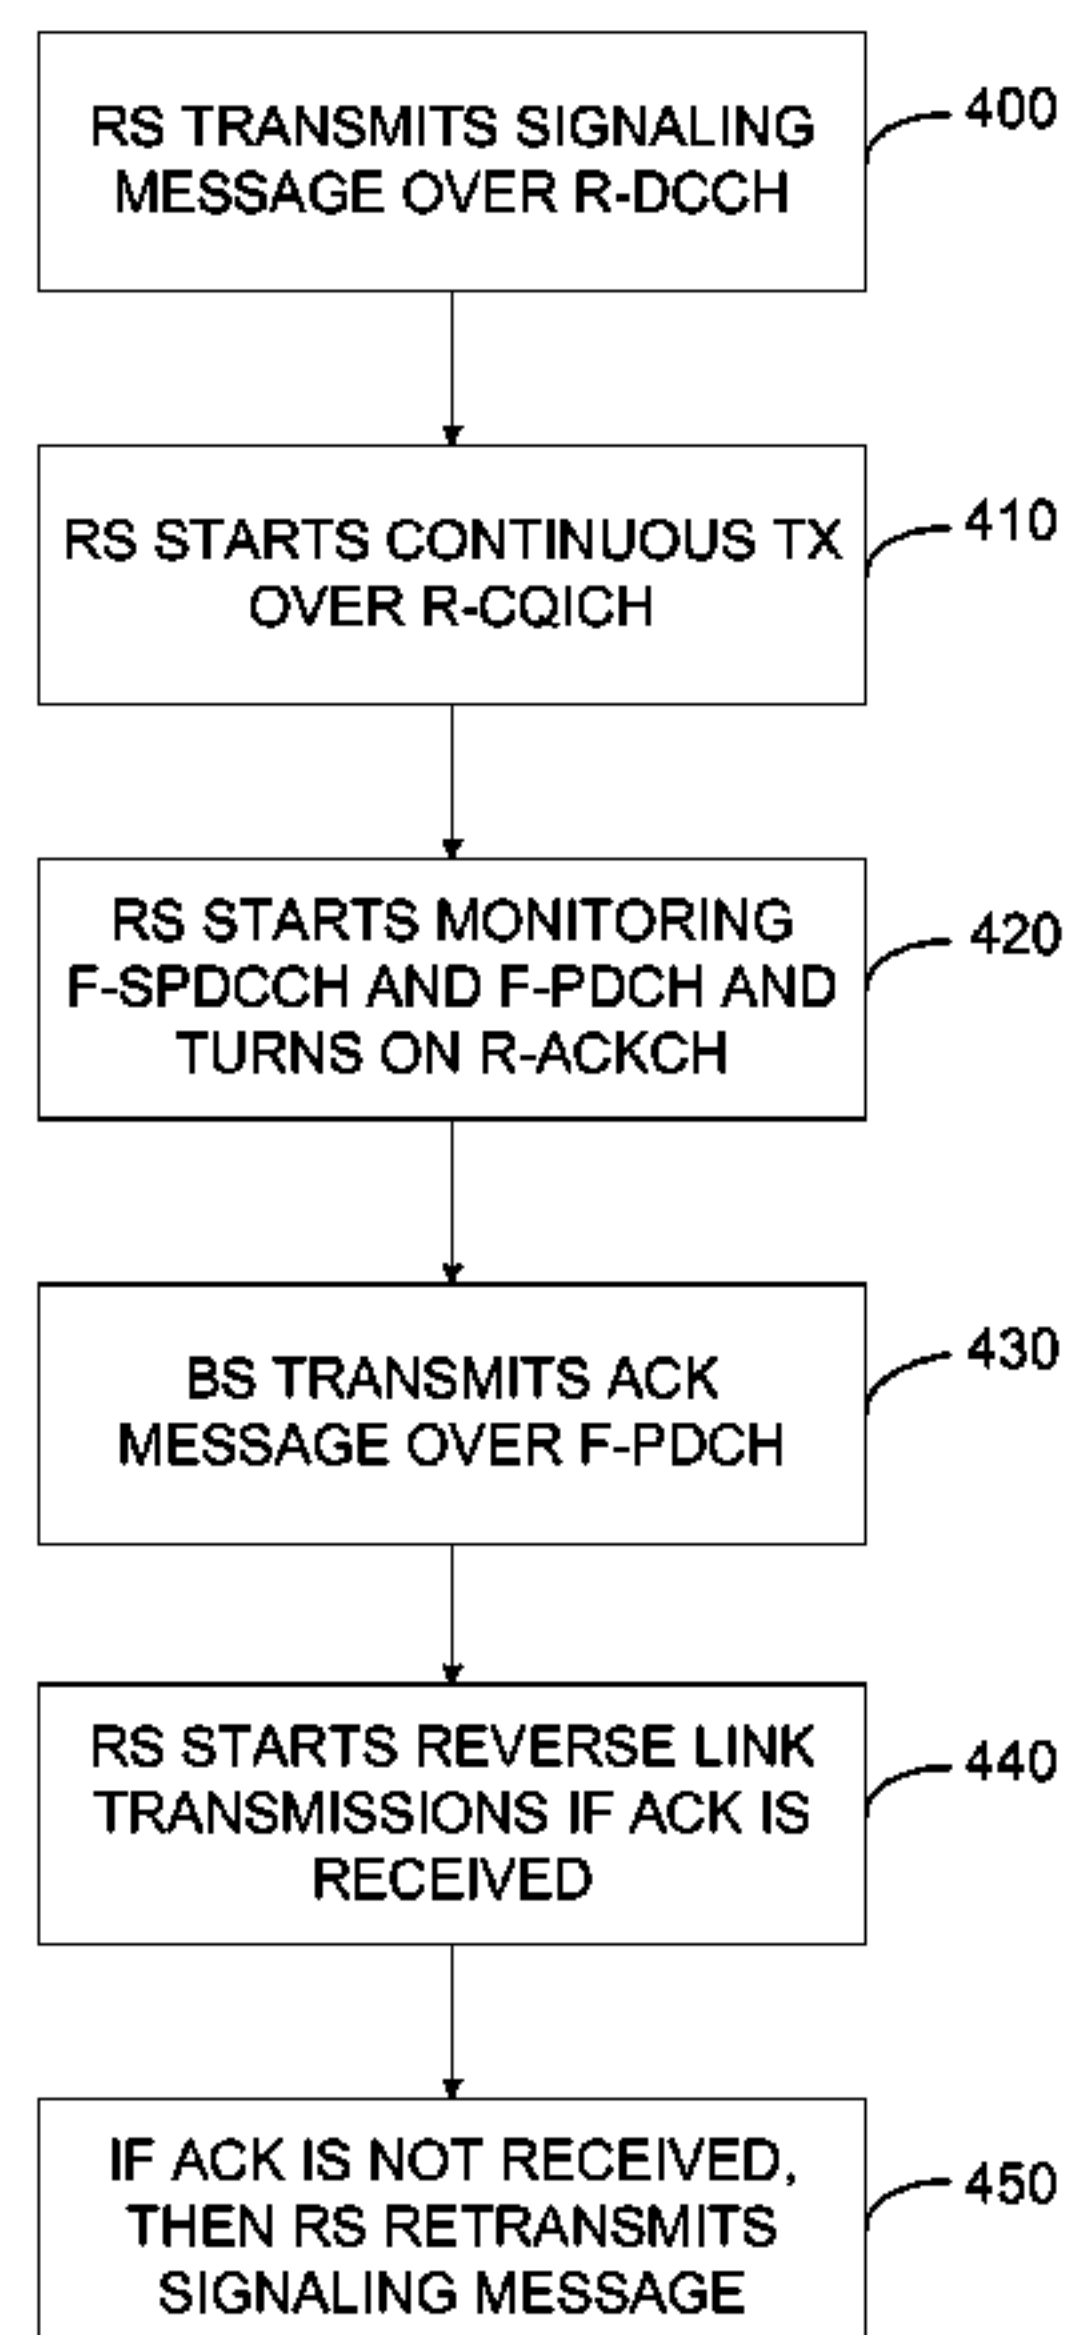 RS TRANSMITS SIGNALING
MESSAGE OVER R-DCCH
400
RS STARTS CONTINUOUS TX
OVER R-CQICH
410
RS STARTS MONITORING
F-SPDCCH AND F-PDCH AND
TURNS ON R-ACKCH
420
BS TRANSMITS ACK
MESSAGE OVER F-PDCH
430
RS STARTS REVERSE LINK
TRANSMISSIONS IF ACK IS
RECEIVED
440
IF ACK IS NOT RECEIVED,
THEN RS RETRANSMITS
SIGNALING MESSAGE
450